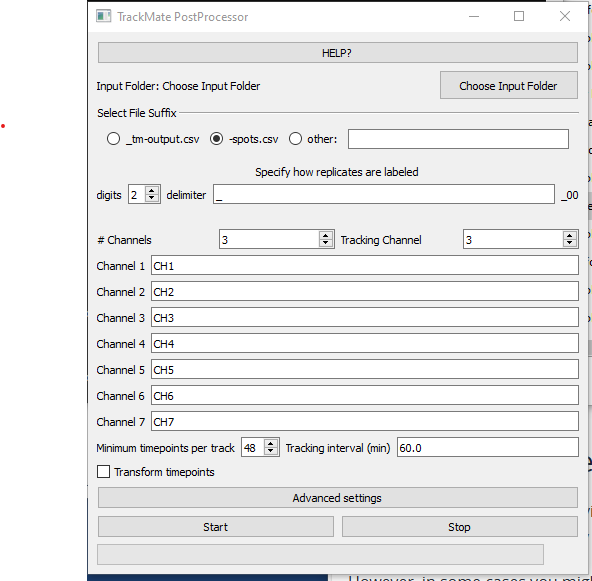 TrackMate PostProcessor
HELP?
Input Folder: Choose Input Folder Choose Input Folder
Select File Suffix
_tm-output.csv -spots.csv other:
Specify how replicates are labeled
digits 2 delimiter _ _00
# Channels 3 Tracking Channel 3
Channel 1 CH1
Channel 2 CH2
Channel 3 CH3
Channel 4 CH4
Channel 5 CH5
Channel 6 CH6
Channel 7 CH7
Minimum timepoints per track 48 Tracking interval (min) 60.0
Transform timepoints
Advanced settings
Start Stop
However, in some cases you migh